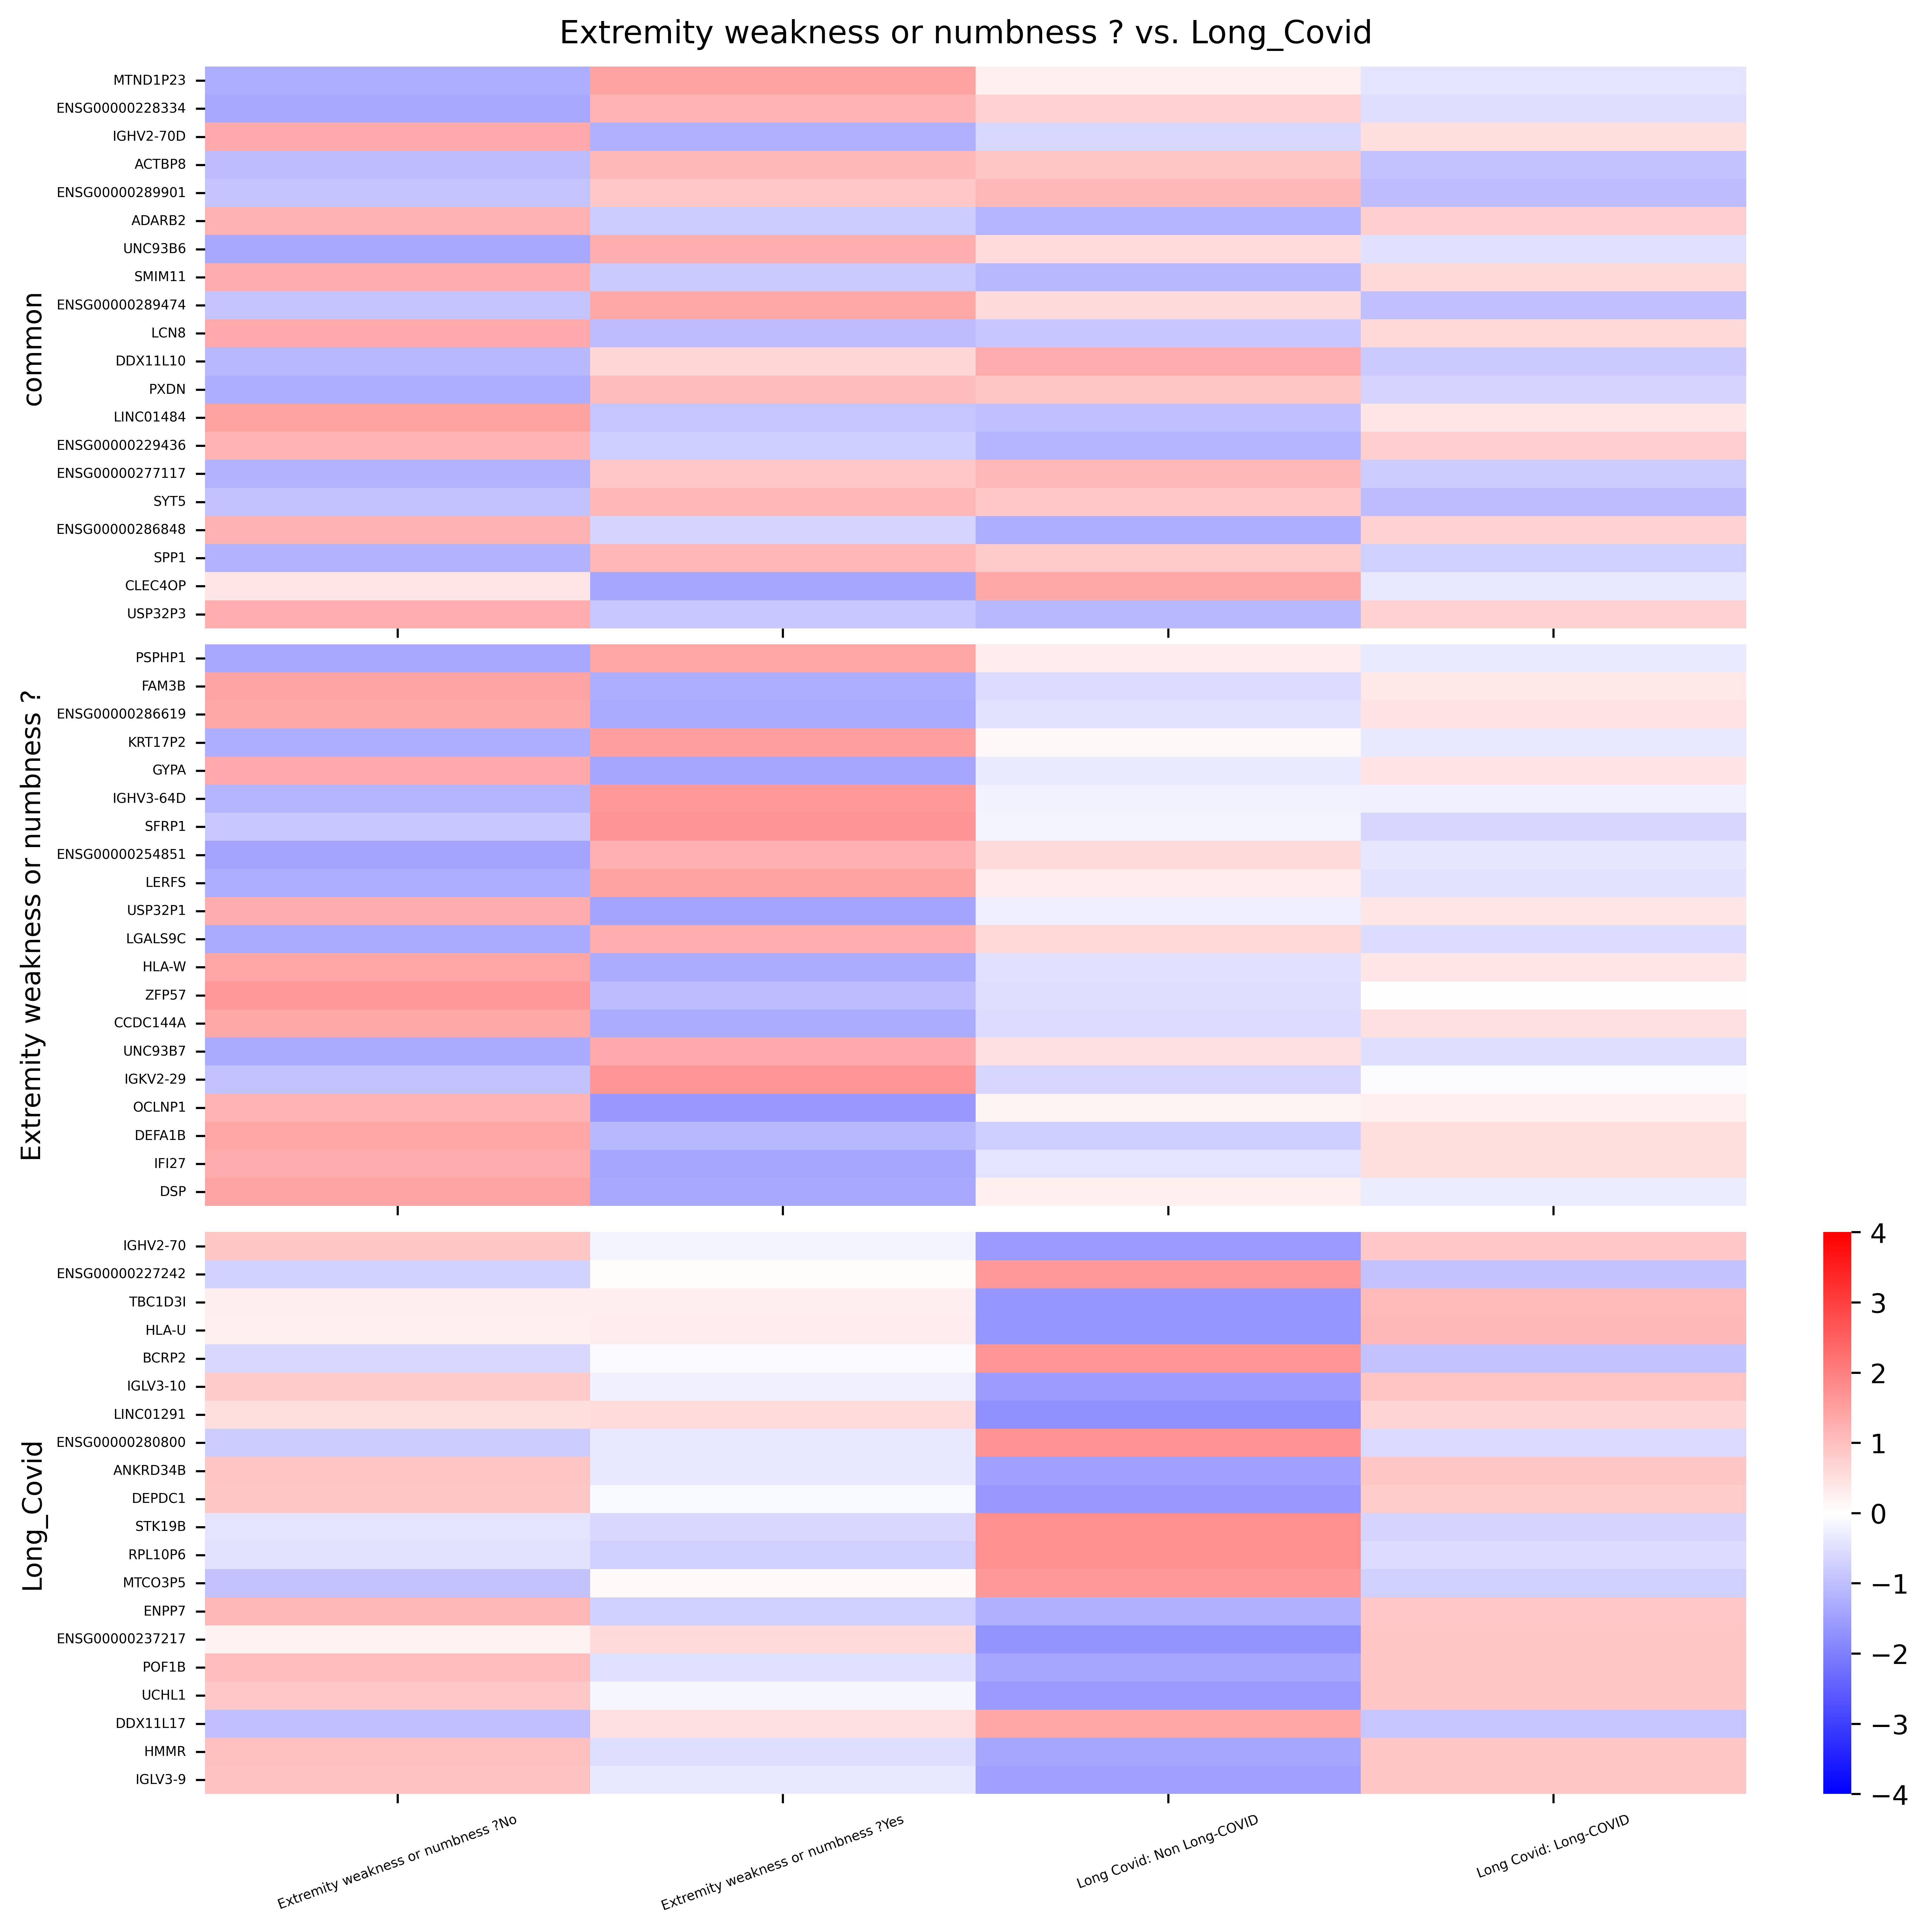 Extremity weakness or numbness ? vs. Long_Covid
common
MTND1P23
ENSG00000228334
IGHV2-70D
ACTBP8
ENSG00000289901
ADARB2
UNC93B6
SMIM11
ENSG00000289474
LCN8
DDX11L10
PXDN
LINC01484
ENSG00000229436
ENSG00000277117
SYT5
ENSG00000286848
SPP1
CLEC4OP
USP32P3
Extremity weakness or numbness ?
PSPHP1
FAM3B
ENSG00000286619
KRT17P2
GYPA
IGHV3-64D
SFRP1
ENSG00000254851
LERFS
USP32P1
LGALS9C
HLA-W
ZFP57
CCDC144A
UNC93B7
IGKV2-29
OCLNP1
DEFA1B
IFI27
DSP
Long_Covid
IGHV2-70
ENSG00000227242
TBC1D3I
HLA-U
BCRP2
IGLV3-10
LINC01291
ENSG00000280800
ANKRD34B
DEPDC1
STK19B
RPL10P6
MTCO3P5
ENPP7
ENSG00000237217
POF1B
UCHL1
DDX11L17
HMMR
IGLV3-9
4
3
2
1
0
−1
−2
−3
−4
Extremity weakness or numbness ?No
Extremity weakness or numbness ?Yes
Long Covid: Non Long-COVID
Long Covid: Long-COVID